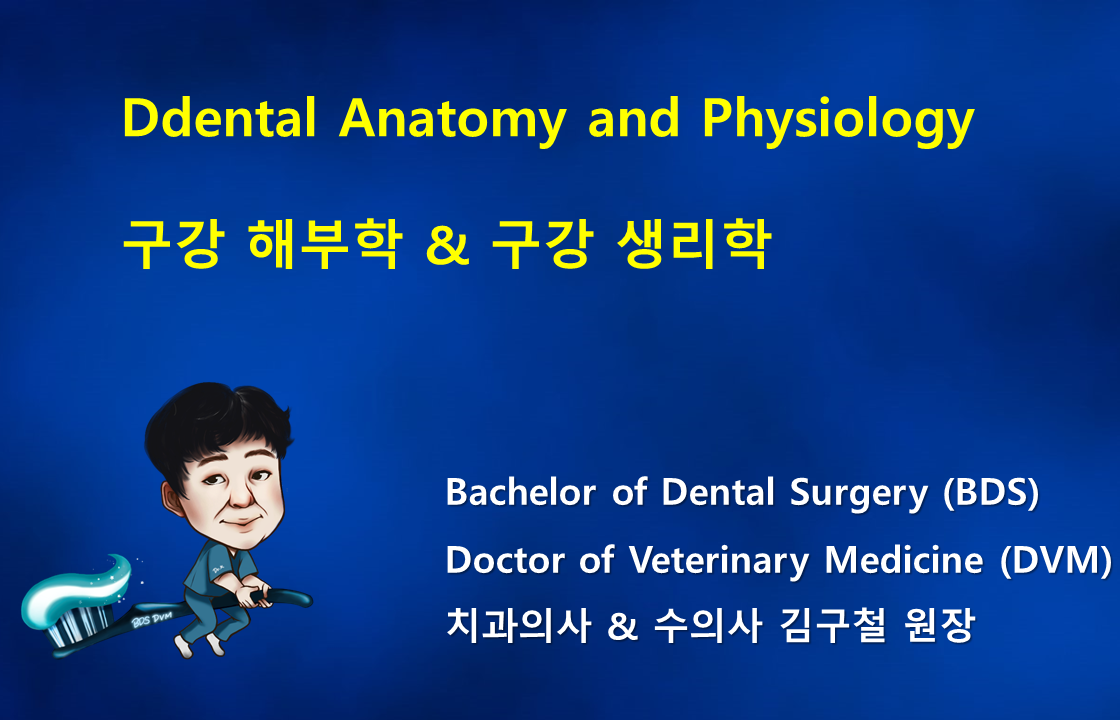 Ddental Anatomy and Physiology
구강 해부학 & 구강 생리학
Bachelor of Dental Surgery (BDS)
Doctor of Veterinary Medicine (DVM)
치과의사 & 수의사 김구철 원장
BDS DVM